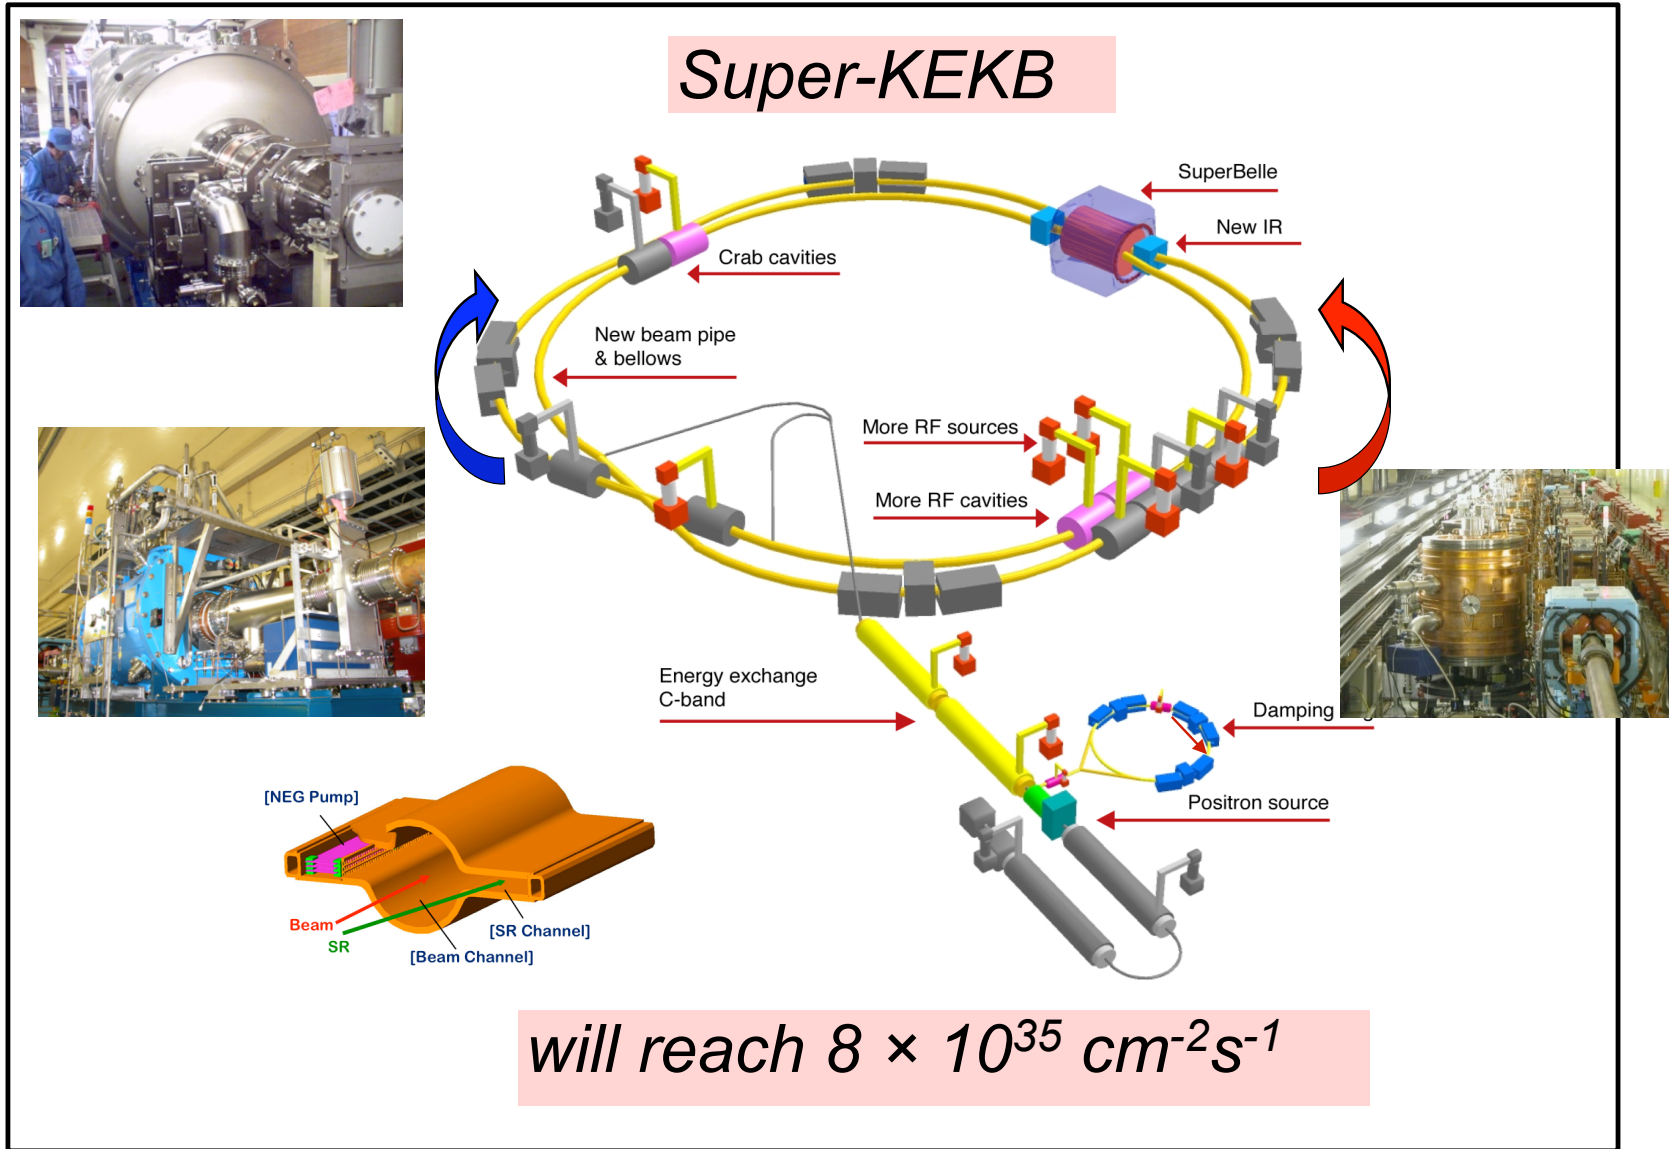 Super-KEKB
SuperBelle
New IR
Crab cavities
New beam pipe
& bellows
More RF sources
More RF cavities
Energy exchange
C-band
Damping
Positron source
[NEG Pump]
Beam
SR
[SR Channel]
[Beam Channel]
will reach 8 × 10³⁵ cm⁻²s⁻¹